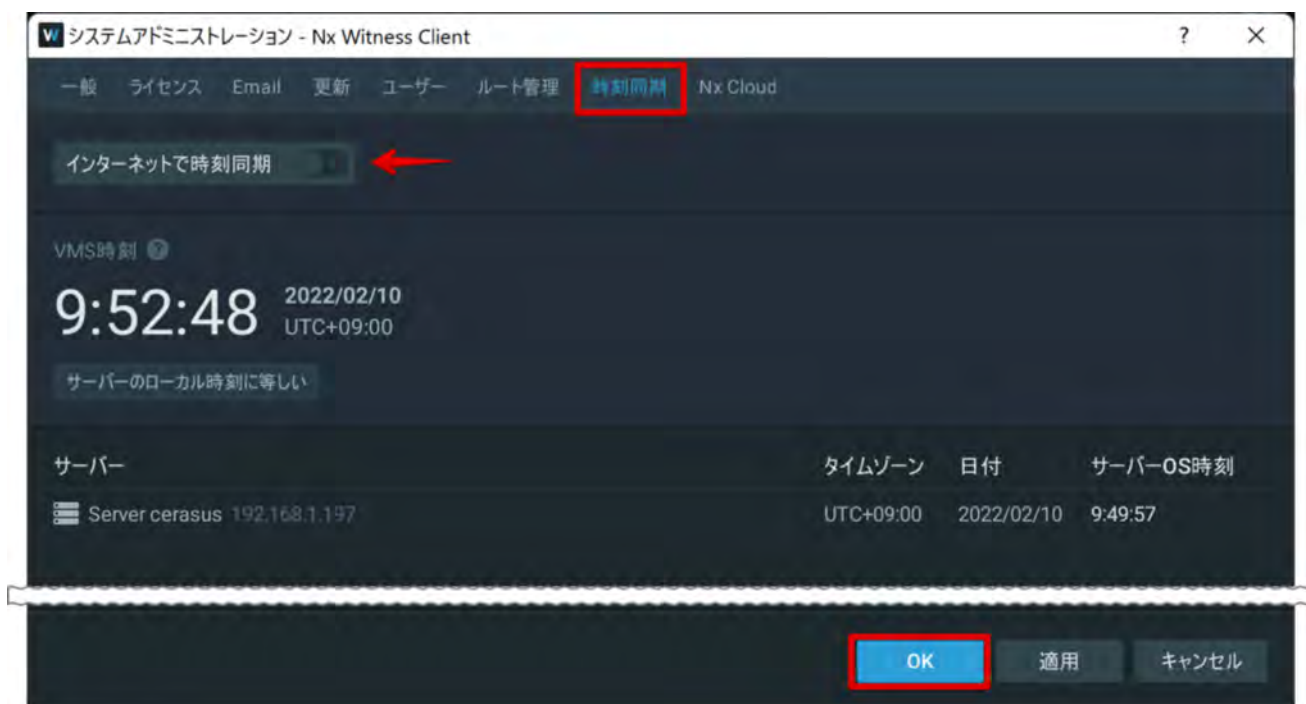 システムアドミニストレーション - Nx Witness Client ? ×
一般 ライセンス Email 更新 ユーザー ルート管理 時刻同期 Nx Cloud
インターネットで時刻同期
VMS時刻 ?
9:52:48
2022/02/10
UTC+09:00
サーバーのローカル時刻に等しい
サーバー タイムゾーン 日付 サーバーOS時刻
Server cerasus 192.168.1.197 UTC+09:00 2022/02/10 9:49:57
OK 適用 キャンセル